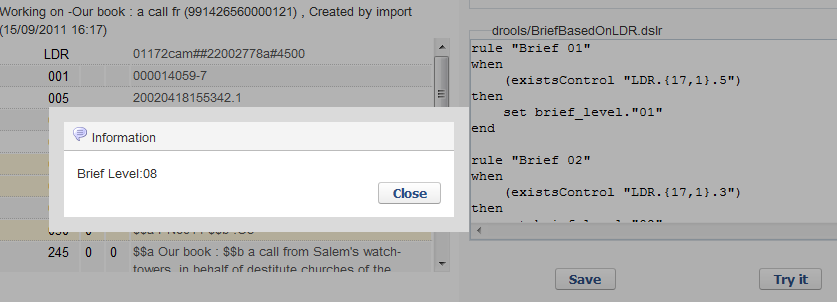 Working on -Our book : a call fr (991426560000121) , Created by import
(15/09/2011 16:17)
LDR 01172cam##22002778a#4500
001 000014059-7
005 20020418155342.1
Information
Brief Level:08
Close
245 0 0 $$a Our book : $$b a call from Salem's watch-
towers, in behalf of destitute churches of the
drools/BriefBasedOnLDR.dslr
rule "Brief 01"
when
(existsControl "LDR.{17,1}.5")
then
set brief_level."01"
end
rule "Brief 02"
when
(existsControl "LDR.{17,1}.3")
then
Save
Try it